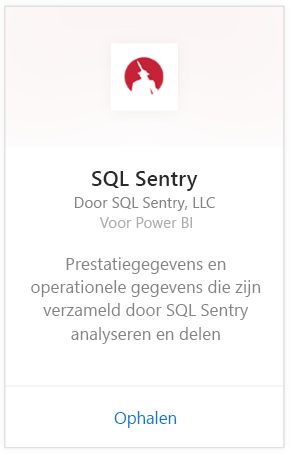 SQL Sentry
Door SQL Sentry, LLC
Voor Power BI
Prestatiegegevens en
operationele gegevens die zijn
verzameld door SQL Sentry
analyseren en delen
Ophalen